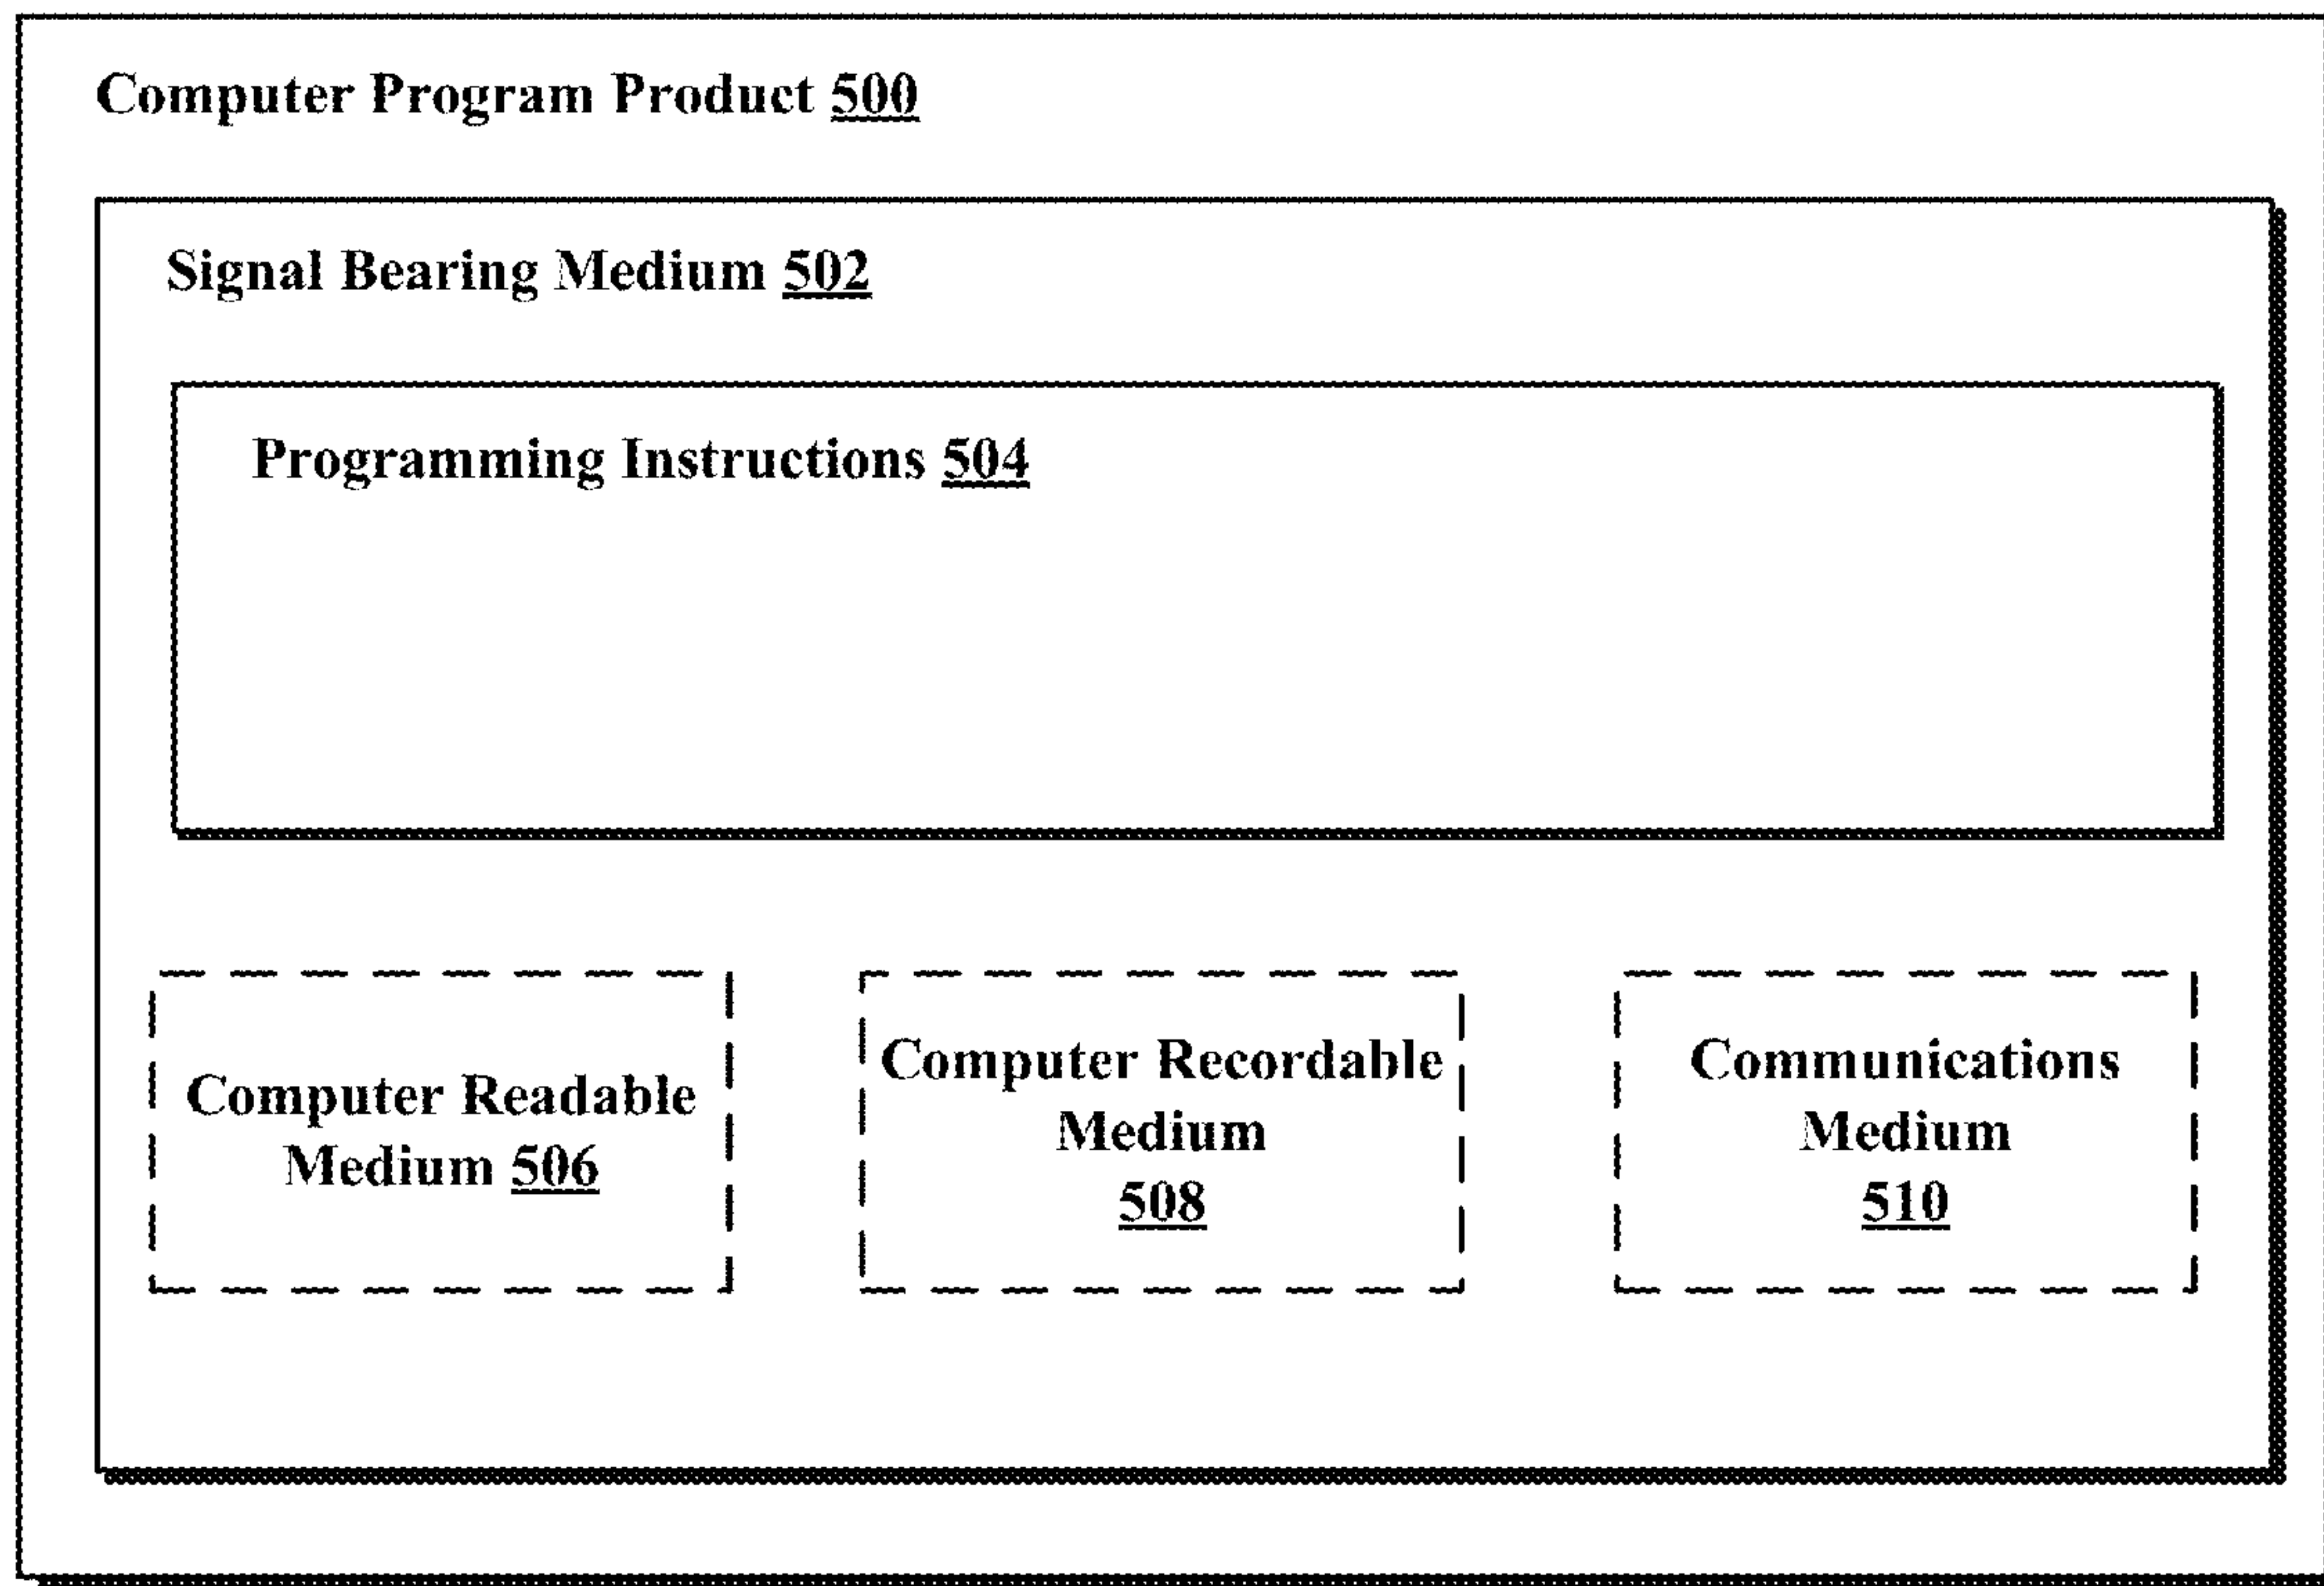 Computer Program Product 500
Signal Bearing Medium 502
Programming Instructions 504
Computer Readable
Medium 506
Computer Recordable
Medium
508
Communications
Medium
510